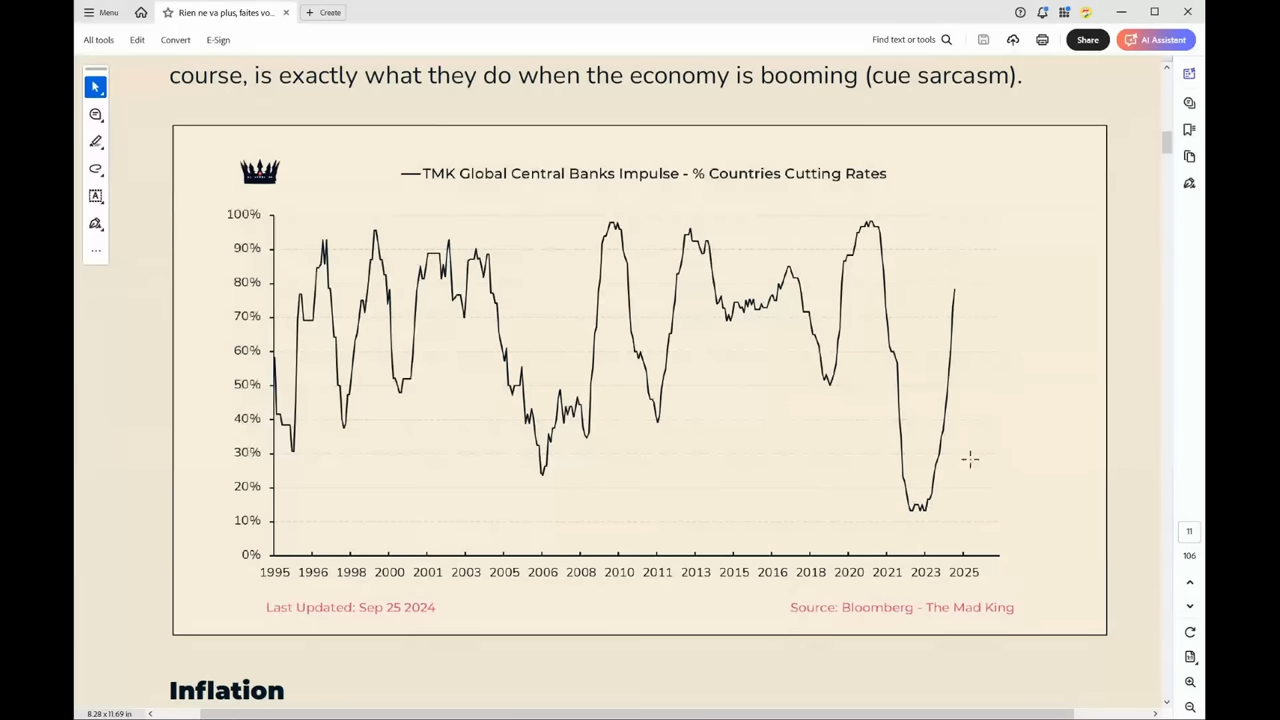 Menu
Rien ne va plus, faites vo...
Create
All tools
Edit
Convert
E-Sign
Find text or tools
Share
AI Assistant
course, is exactly what they do when the economy is booming (cue sarcasm).
TMK Global Central Banks Impulse - % Countries Cutting Rates
100%
90%
80%
70%
60%
50%
40%
30%
20%
10%
0%
1995 1996 1998 2000 2001 2003 2005 2006 2008 2010 2011 2013 2015 2016 2018 2020 2021 2023 2025
Last Updated: Sep 25 2024
Source: Bloomberg - The Mad King
Inflation
11
106
8.28 x 11.69 in